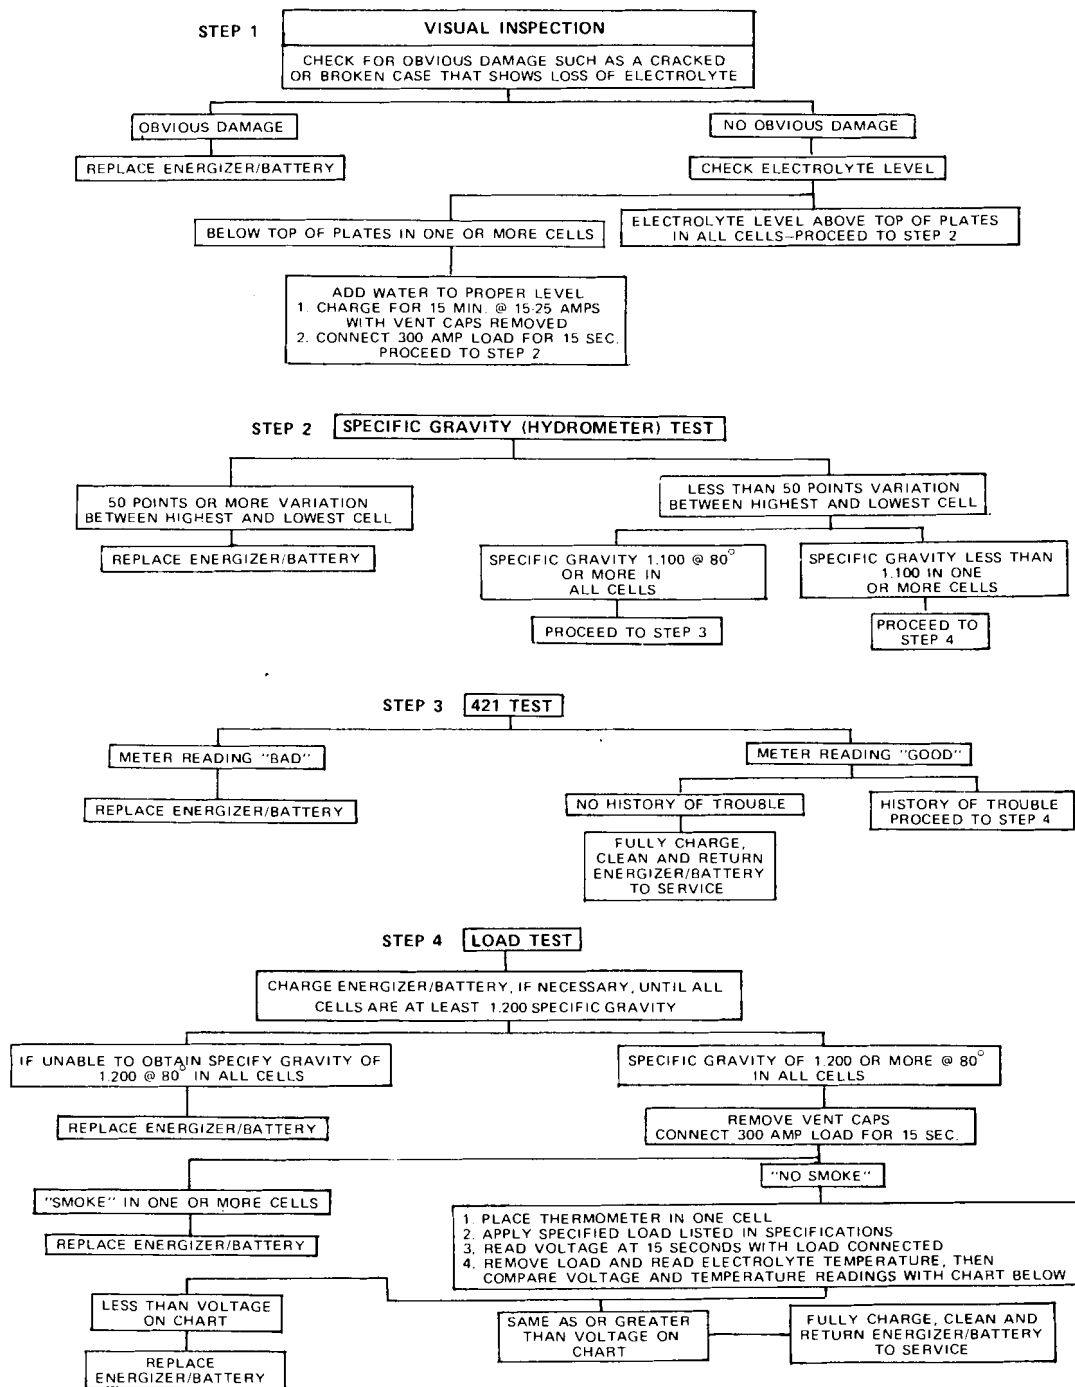 STEP 1
VISUAL INSPECTION
CHECK FOR OBVIOUS DAMAGE SUCH AS A CRACKED
OR BROKEN CASE THAT SHOWS LOSS OF ELECTROLYTE
OBVIOUS DAMAGE
NO OBVIOUS DAMAGE
REPLACE ENERGIZER/BATTERY
CHECK ELECTROLYTE LEVEL
BELOW TOP OF PLATES IN ONE OR MORE CELLS
ELECTROLYTE LEVEL ABOVE TOP OF PLATES
IN ALL CELLS-PROCEED TO STEP 2
ADD WATER TO PROPER LEVEL
1. CHARGE FOR 15 MIN. @ 15-25 AMPS
WITH VENT CAPS REMOVED
2. CONNECT 300 AMP LOAD FOR 15 SEC.
PROCEED TO STEP 2
STEP 2
SPECIFIC GRAVITY (HYDROMETER) TEST
50 POINTS OR MORE VARIATION
BETWEEN HIGHEST AND LOWEST CELL
LESS THAN 50 POINTS VARIATION
BETWEEN HIGHEST AND LOWEST CELL
REPLACE ENERGIZER/BATTERY
SPECIFIC GRAVITY 1.100 @ 80°
OR MORE IN
ALL CELLS
SPECIFIC GRAVITY LESS THAN
1.100 IN ONE
OR MORE CELLS
PROCEED TO STEP 3
PROCEED TO
STEP 4
STEP 3
421 TEST
METER READING "BAD"
METER READING "GOOD"
REPLACE ENERGIZER/BATTERY
NO HISTORY OF TROUBLE
HISTORY OF TROUBLE
PROCEED TO STEP 4
FULLY CHARGE,
CLEAN AND RETURN
ENERGIZER/BATTERY
TO SERVICE
STEP 4
LOAD TEST
CHARGE ENERGIZER/BATTERY, IF NECESSARY, UNTIL ALL
CELLS ARE AT LEAST 1.200 SPECIFIC GRAVITY
IF UNABLE TO OBTAIN SPECIFY GRAVITY OF
1.200 @ 80° IN ALL CELLS
SPECIFIC GRAVITY OF 1.200 OR MORE @ 80°
IN ALL CELLS
REPLACE ENERGIZER/BATTERY
REMOVE VENT CAPS
CONNECT 300 AMP LOAD FOR 15 SEC.
"SMOKE" IN ONE OR MORE CELLS
"NO SMOKE"
REPLACE ENERGIZER/BATTERY
1. PLACE THERMOMETER IN ONE CELL
2. APPLY SPECIFIED LOAD LISTED IN SPECIFICATIONS
3. READ VOLTAGE AT 15 SECONDS WITH LOAD CONNECTED
4. REMOVE LOAD AND READ ELECTROLYTE TEMPERATURE, THEN
COMPARE VOLTAGE AND TEMPERATURE READINGS WITH CHART BELOW
LESS THAN VOLTAGE
ON CHART
SAME AS OR GREATER
THAN VOLTAGE ON
CHART
FULLY CHARGE, CLEAN AND
RETURN ENERGIZER/BATTERY
TO SERVICE
REPLACE
ENERGIZER/BATTERY